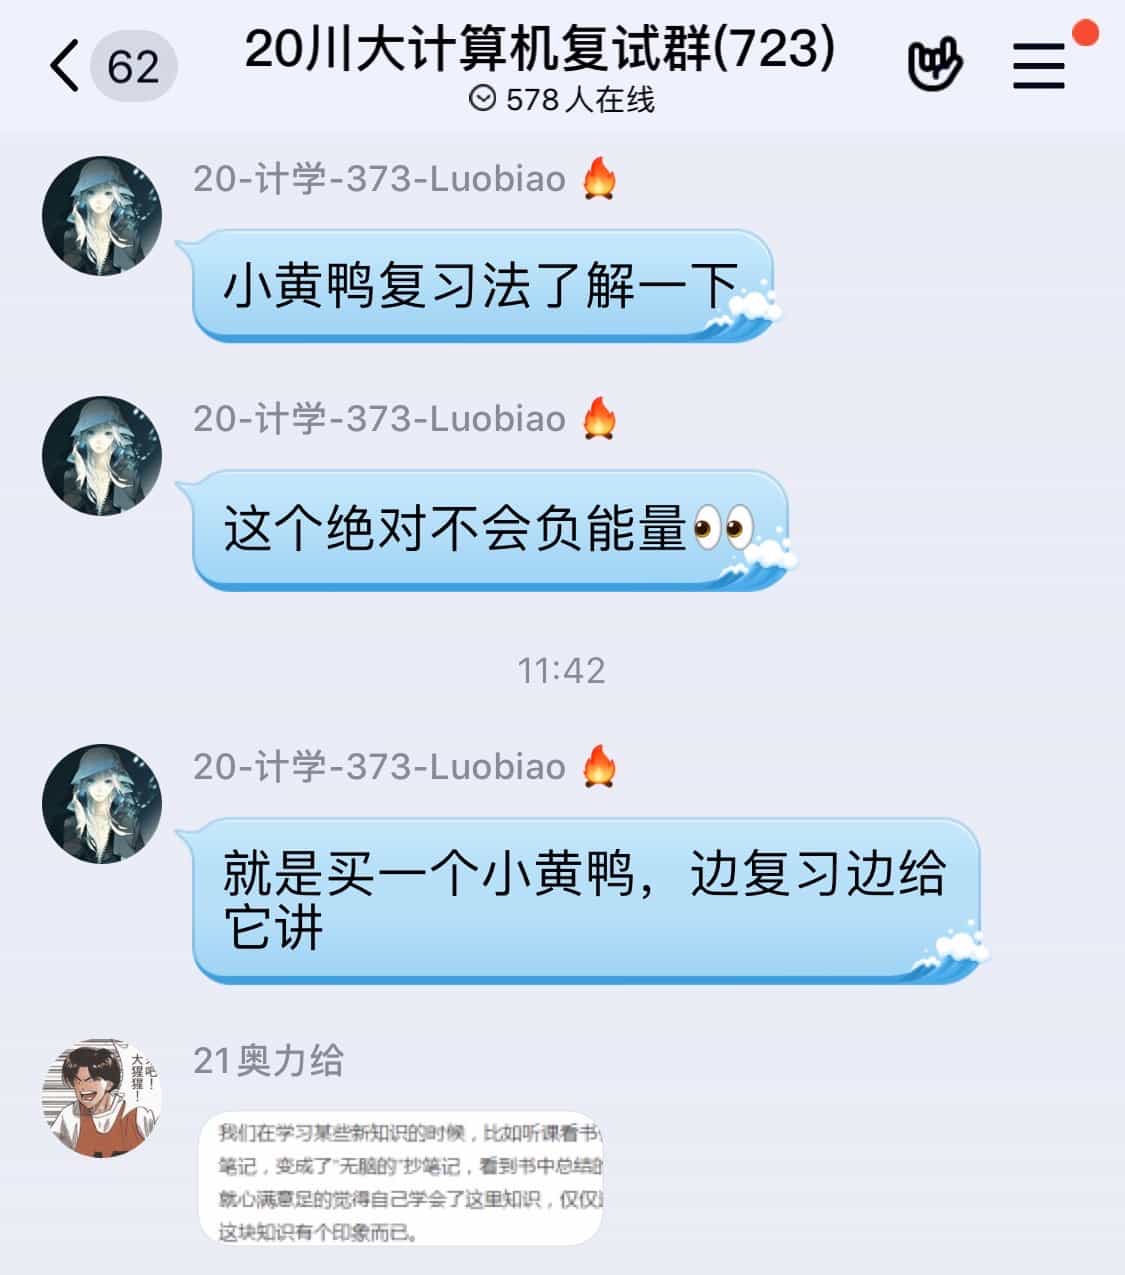 62
20川大计算机复试群(723)
578人在线
20-计学-373-Luobiao🔥
小黄鸭复习法了解一下
20-计学-373-Luobiao🔥
这个绝对不会负能量👀
11:42
20-计学-373-Luobiao🔥
就是买一个小黄鸭，边复习边给
它讲
21奥力给
大猩猩！
吧！
我们在学习某些新知识的时候，比如听课看书
笔记，变成了"无脑的"抄笔记，看到书中总结的
就心满意足的觉得自己学会了这里知识，仅仅
这块知识有个印象而已。